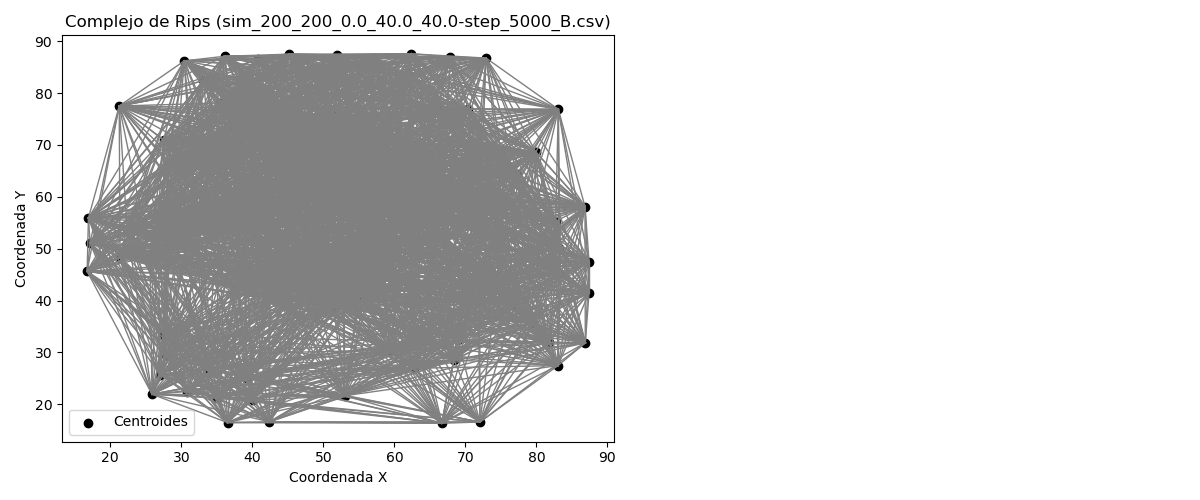 Complejo de Rips (sim_200_200_0.0_40.0_40.0-step_5000_B.csv)
90
80
70
60
50
40
30
20
Coordenada Y
Centroides
20 30 40 50 60 70 80 90
Coordenada X